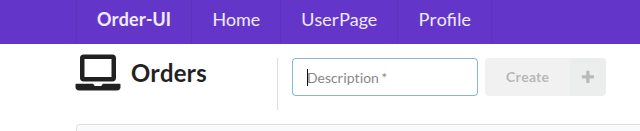 Order-UI Home UserPage Profile
Orders Description * Create +